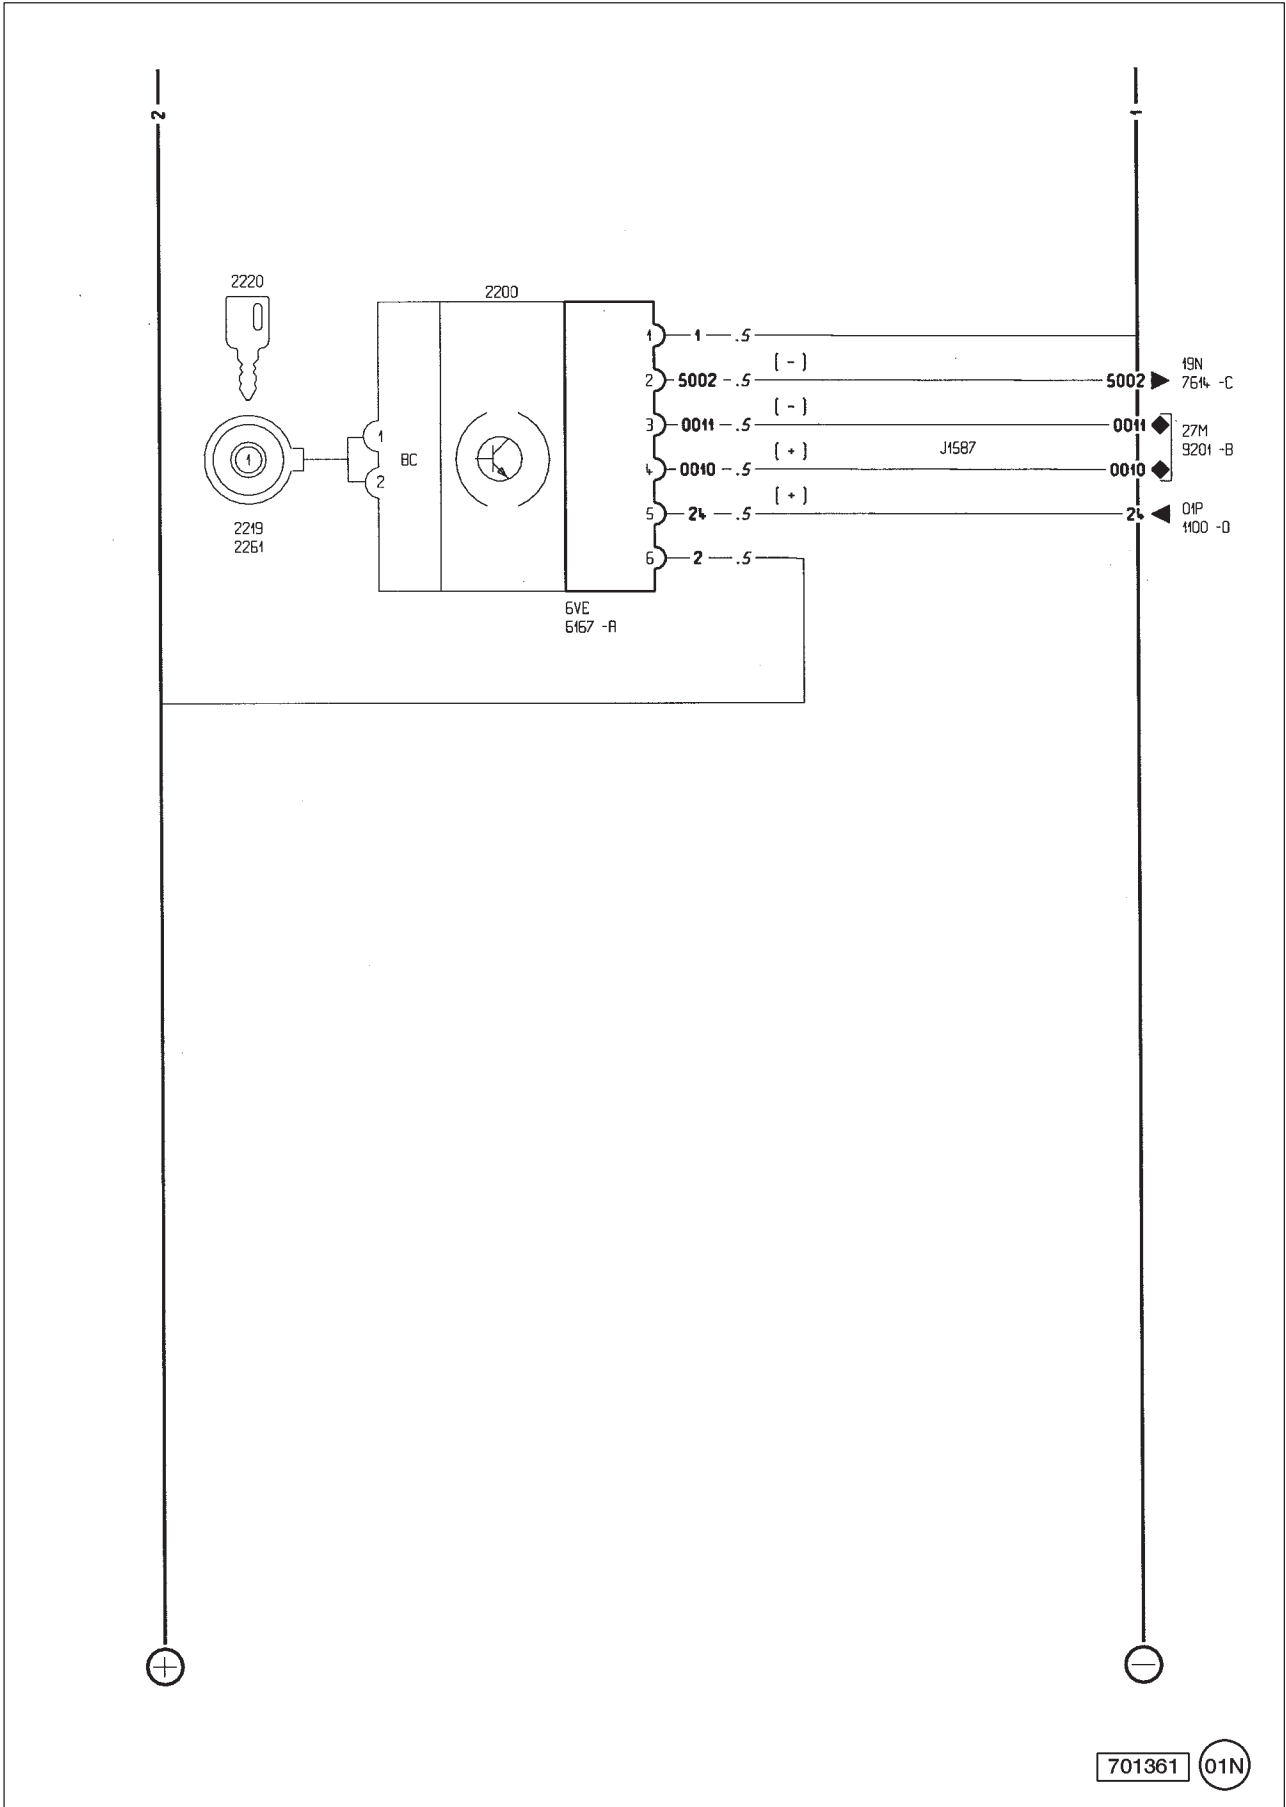 2
1
2220
2200
1 1 .5
[ - ]
2 5002 .5 5002
19N
7614 -C
[ - ]
3 0011 .5 0011
27M
9201 -B
[ + ]
J1587
4 0010 .5 0010
[ + ]
5 24 .5 24
01P
1100 -D
6 2 .5
1
2
BC
1
2219
2261
6VE
6167 -A
+
−
701361
01N